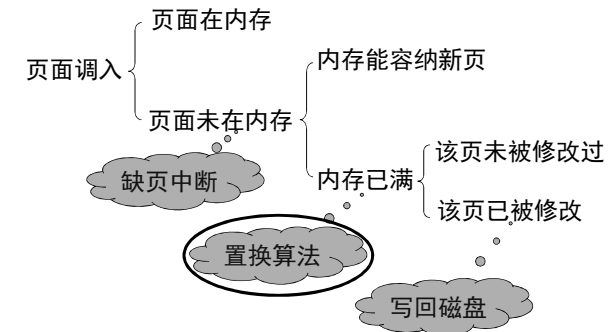 页面在内存
页面调入
内存能容纳新页
页面未在内存
该页未被修改过
缺页中断
内存已满
该页已被修改
置换算法
写回磁盘